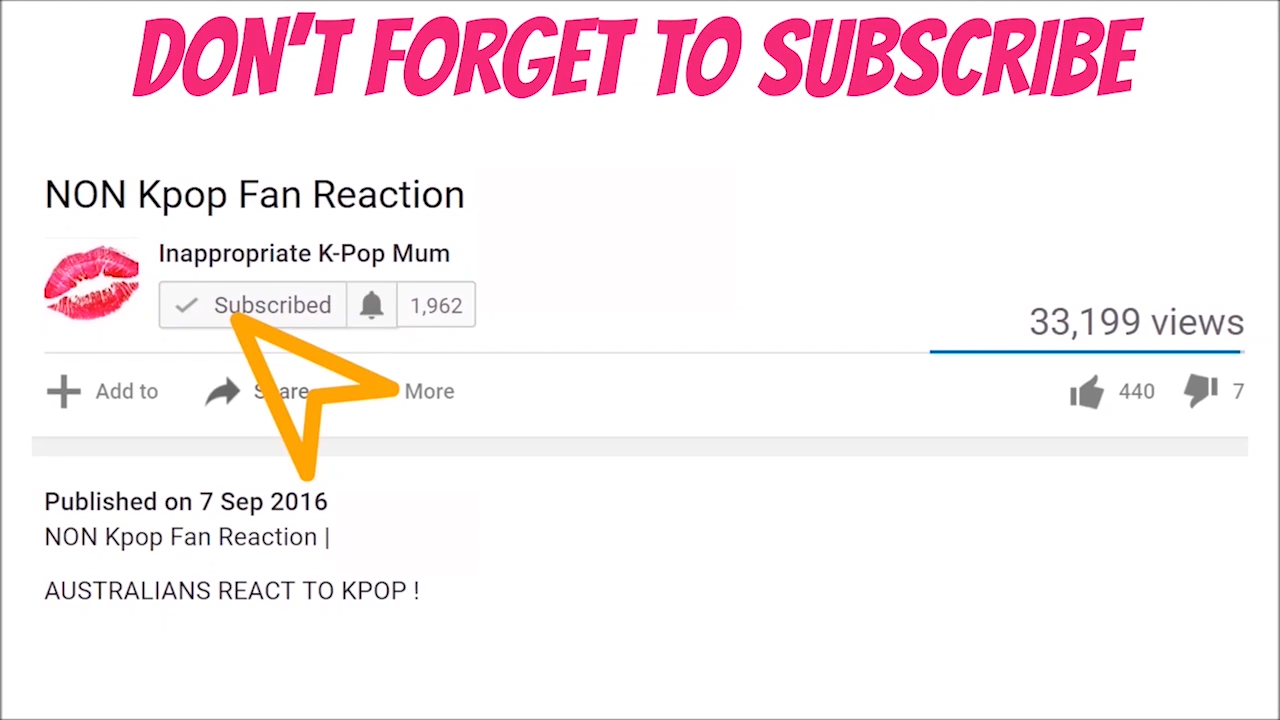 DON'T FORGET TO SUBSCRIBE
NON Kpop Fan Reaction
Inappropriate K-Pop Mum
Subscribed 1,962
33,199 views
Add to Share More 440 7
Published on 7 Sep 2016
NON Kpop Fan Reaction |
AUSTRALIANS REACT TO KPOP !